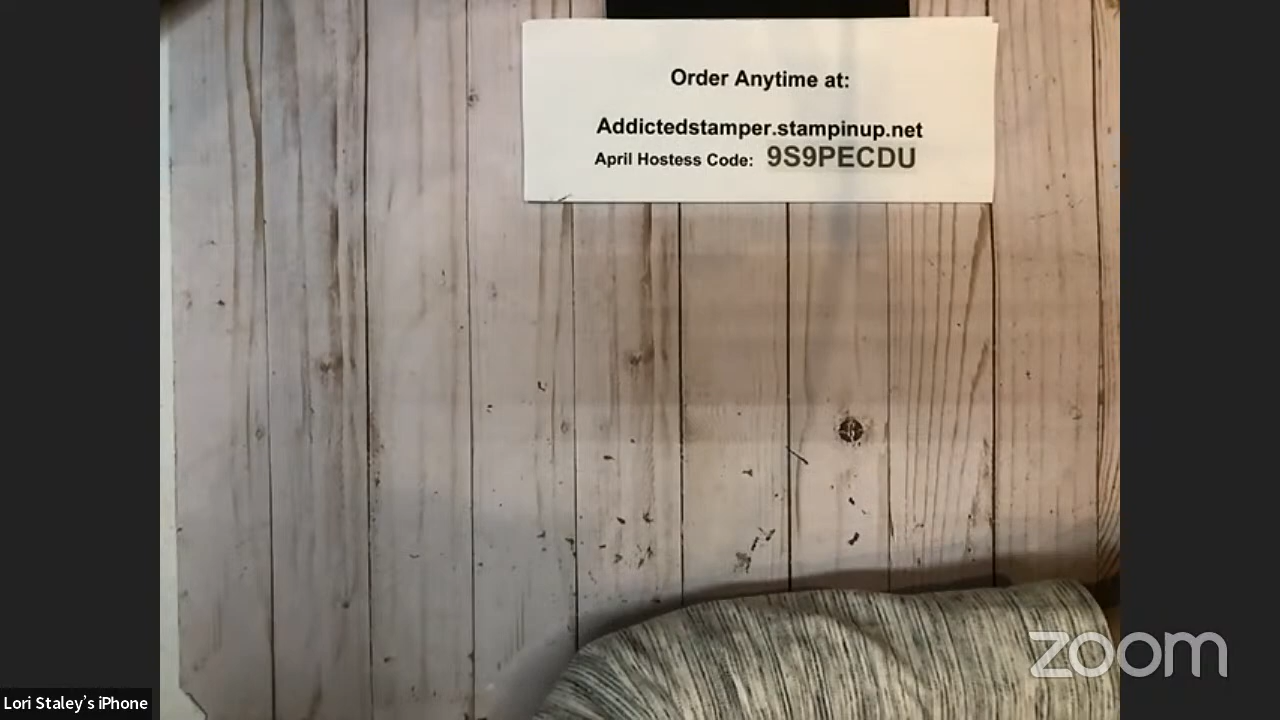 Order Anytime at:
Addictedstamper.stampinup.net
April Hostess Code: 9S9PECDU
zoom
Lori Staley’s iPhone